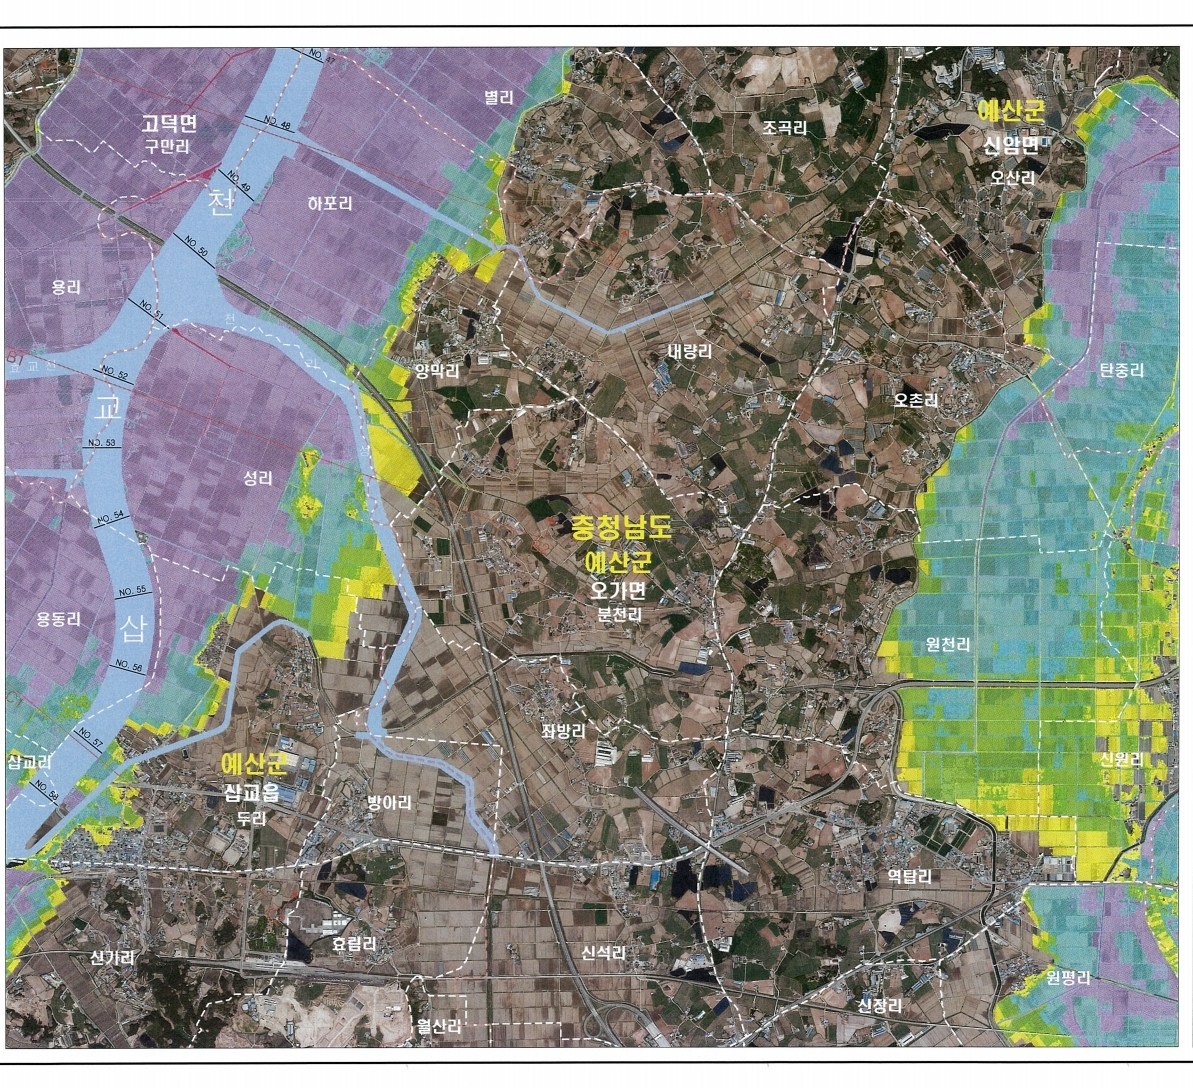 NO. 47
별리
예산군
고덕면
NO. 48
조곡리
구만리
신암면
오산리
NO. 49
천
하포리
NO. 50
용리
NO. 51
천
내량리
양막리
탄중리
NO. 52
오촌리
교
NO. 53
성리
NO. 54
충청남도
예산군
오가면
분천리
NO. 55
용동리
삽
원천리
NO. 56
좌방리
NO. 57
삽교리
예산군
신원리
삽교읍
방아리
두리
역탑리
효림리
신석리
신가리
원평리
신장리
월산리